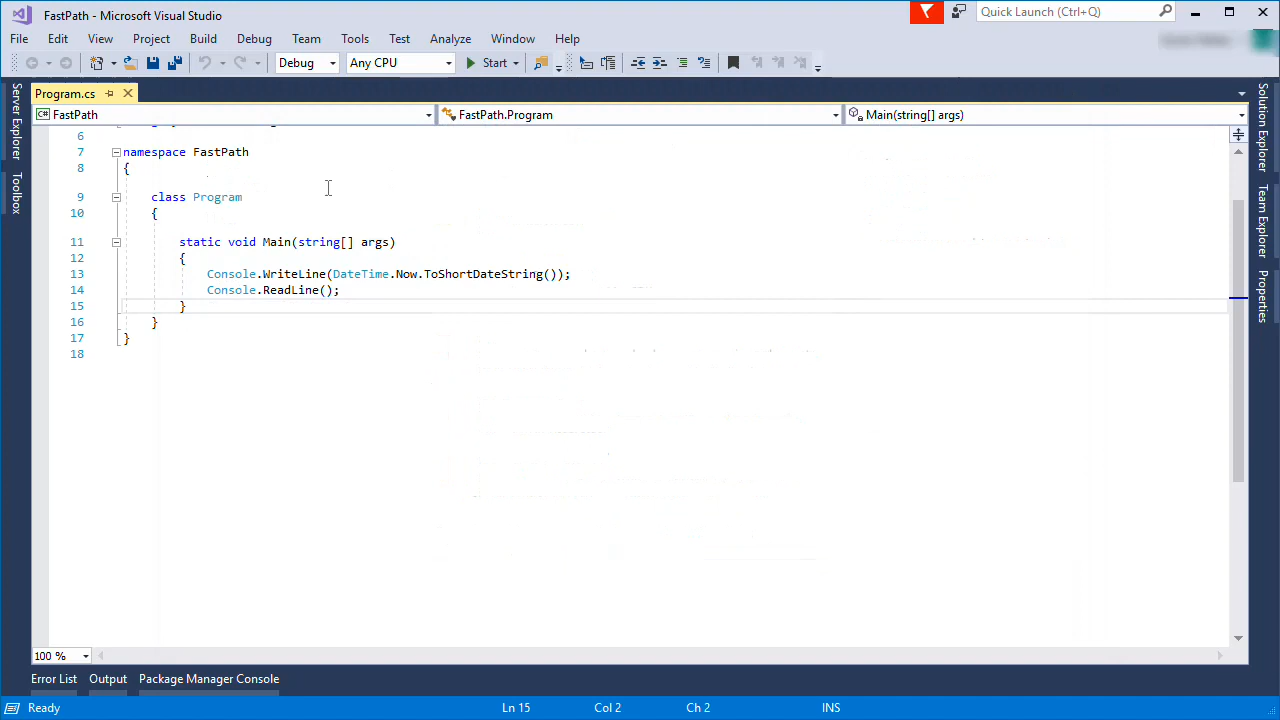 FastPath - Microsoft Visual Studio
Quick Launch (Ctrl+Q)
File Edit View Project Build Debug Team Tools Test Analyze Window Help
Debug Any CPU Start
Program.cs
C# FastPath FastPath.Program Main(string[] args)
6
7 namespace FastPath
8 {
9 class Program
10 {
11 static void Main(string[] args)
12 {
13 Console.WriteLine(DateTime.Now.ToShortDateString());
14 Console.ReadLine();
15 }
16 }
17 }
18
Server Explorer
Toolbox
Solution Explorer
Team Explorer
Properties
100 %
Error List Output Package Manager Console
Ready Ln 15 Col 2 Ch 2 INS